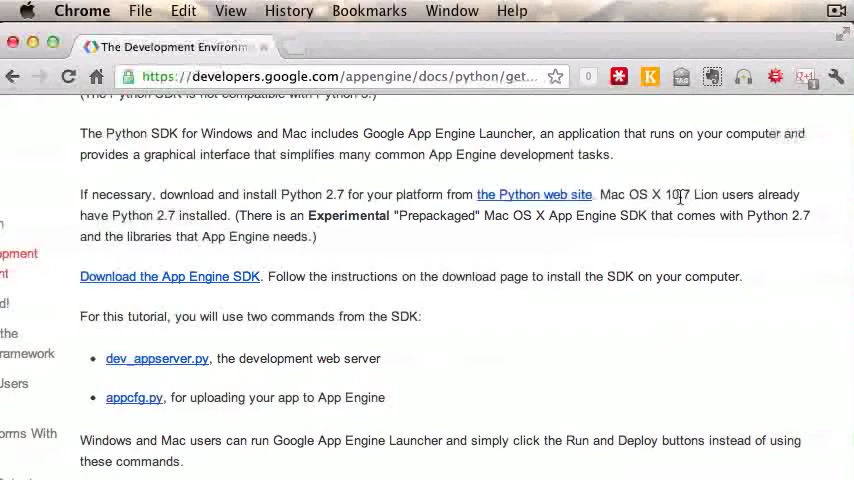 Chrome File Edit View History Bookmarks Window Help
The Development Environm
https://developers.google.com/appengine/docs/python/get... 0
(The Python SDK is not compatible with Python 3.)
The Python SDK for Windows and Mac includes Google App Engine Launcher, an application that runs on your computer and
provides a graphical interface that simplifies many common App Engine development tasks.
If necessary, download and install Python 2.7 for your platform from the Python web site. Mac OS X 10.7 Lion users already
have Python 2.7 installed. (There is an Experimental "Prepackaged" Mac OS X App Engine SDK that comes with Python 2.7
and the libraries that App Engine needs.)
Download the App Engine SDK. Follow the instructions on the download page to install the SDK on your computer.
For this tutorial, you will use two commands from the SDK:
• dev_appserver.py, the development web server
• appcfg.py, for uploading your app to App Engine
Windows and Mac users can run Google App Engine Launcher and simply click the Run and Deploy buttons instead of using
these commands.
n
opment
nt
d!
the
ramework
Users
orms With